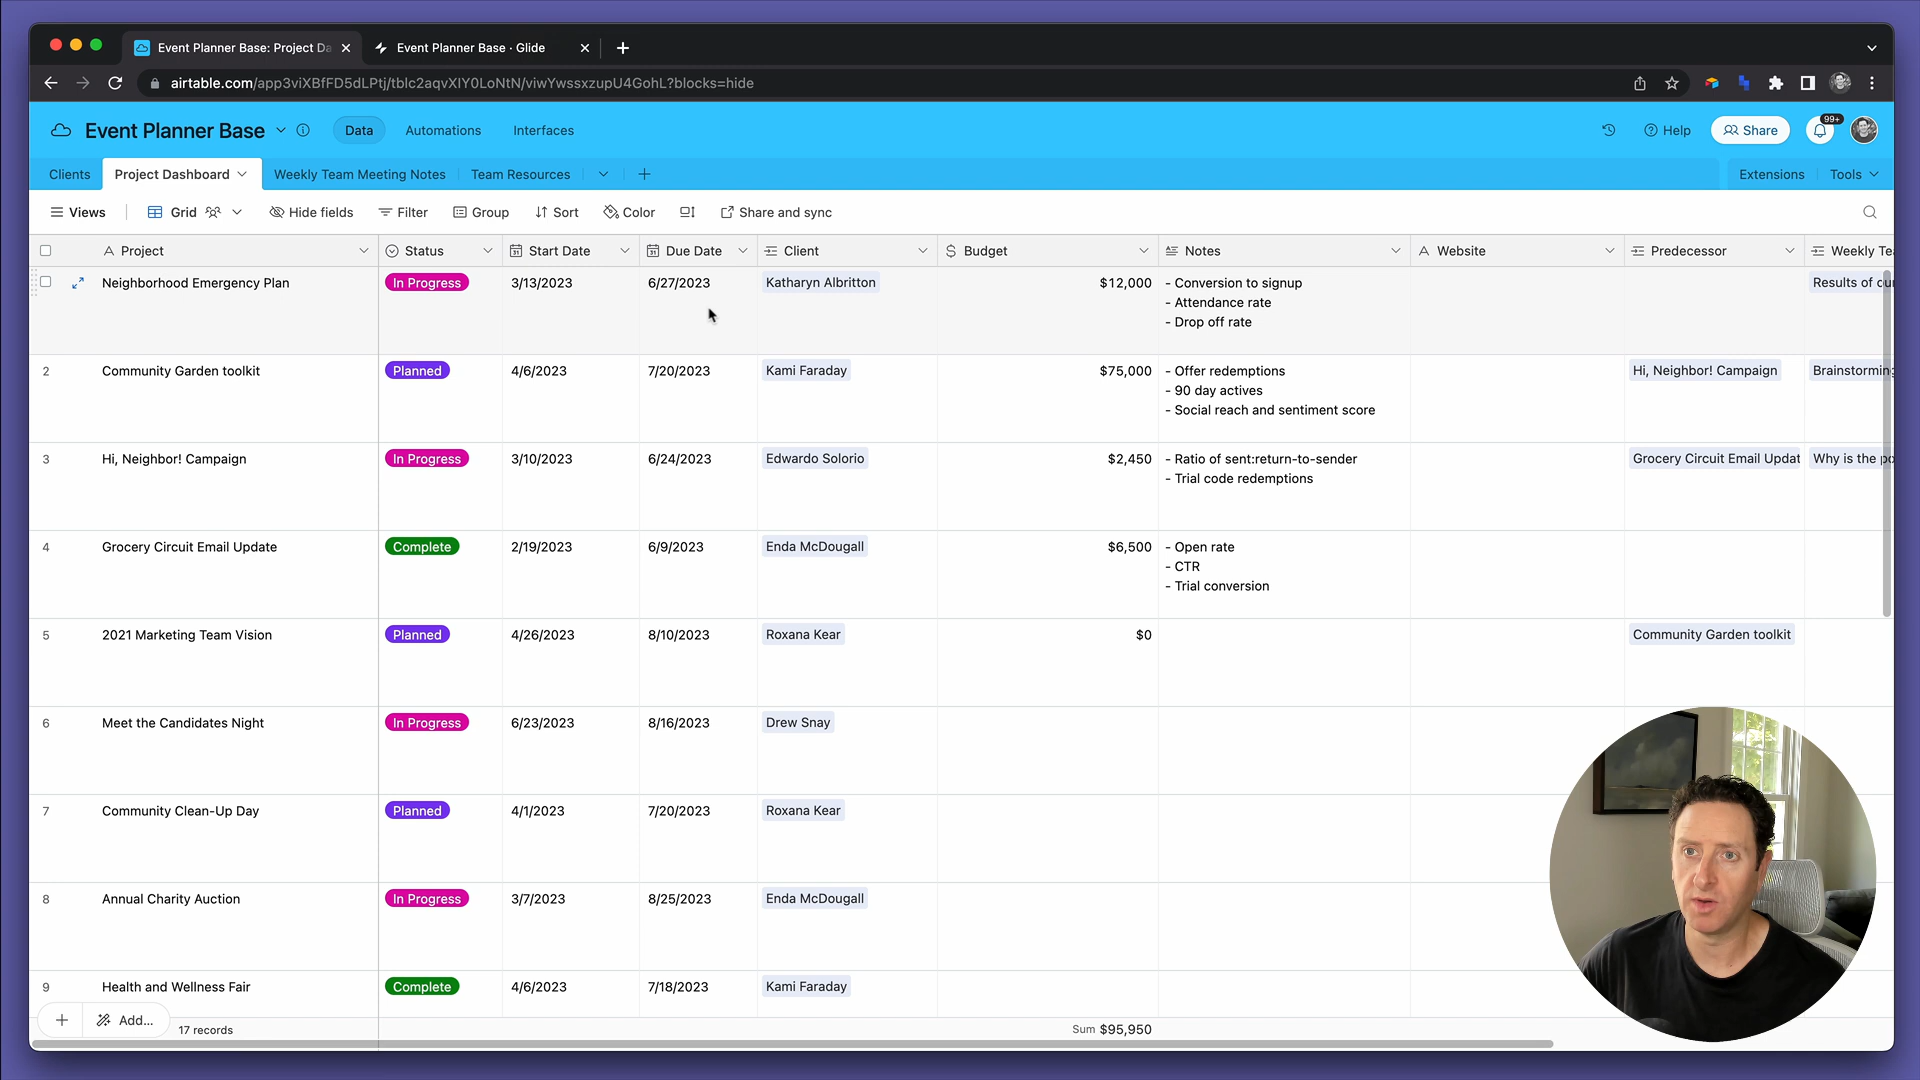 Event Planner Base: Project Da
Event Planner Base · Glide
airtable.com/app3viXBfFD5dLPtj/tblc2aqvXIY0LoNtN/viwYwssxzupU4GohL?blocks=hide
Event Planner Base
Data
Automations
Interfaces
Help
Share
99+
Clients
Project Dashboard
Weekly Team Meeting Notes
Team Resources
Extensions
Tools
Views
Grid
Hide fields
Filter
Group
Sort
Color
Share and sync
Project
Status
Start Date
Due Date
Client
Budget
Notes
Website
Predecessor
Weekly Tea
Neighborhood Emergency Plan
In Progress
3/13/2023
6/27/2023
Katharyn Albritton
$12,000
- Conversion to signup
- Attendance rate
- Drop off rate
Results of our
2
Community Garden toolkit
Planned
4/6/2023
7/20/2023
Kami Faraday
$75,000
- Offer redemptions
- 90 day actives
- Social reach and sentiment score
Hi, Neighbor! Campaign
Brainstorming
3
Hi, Neighbor! Campaign
In Progress
3/10/2023
6/24/2023
Edwardo Solorio
$2,450
- Ratio of sent:return-to-sender
- Trial code redemptions
Grocery Circuit Email Updat
Why is the po
4
Grocery Circuit Email Update
Complete
2/19/2023
6/9/2023
Enda McDougall
$6,500
- Open rate
- CTR
- Trial conversion
5
2021 Marketing Team Vision
Planned
4/26/2023
8/10/2023
Roxana Kear
$0
Community Garden toolkit
6
Meet the Candidates Night
In Progress
6/23/2023
8/16/2023
Drew Snay
7
Community Clean-Up Day
Planned
4/1/2023
7/20/2023
Roxana Kear
8
Annual Charity Auction
In Progress
3/7/2023
8/25/2023
Enda McDougall
9
Health and Wellness Fair
Complete
4/6/2023
7/18/2023
Kami Faraday
Add...
17 records
Sum $95,950